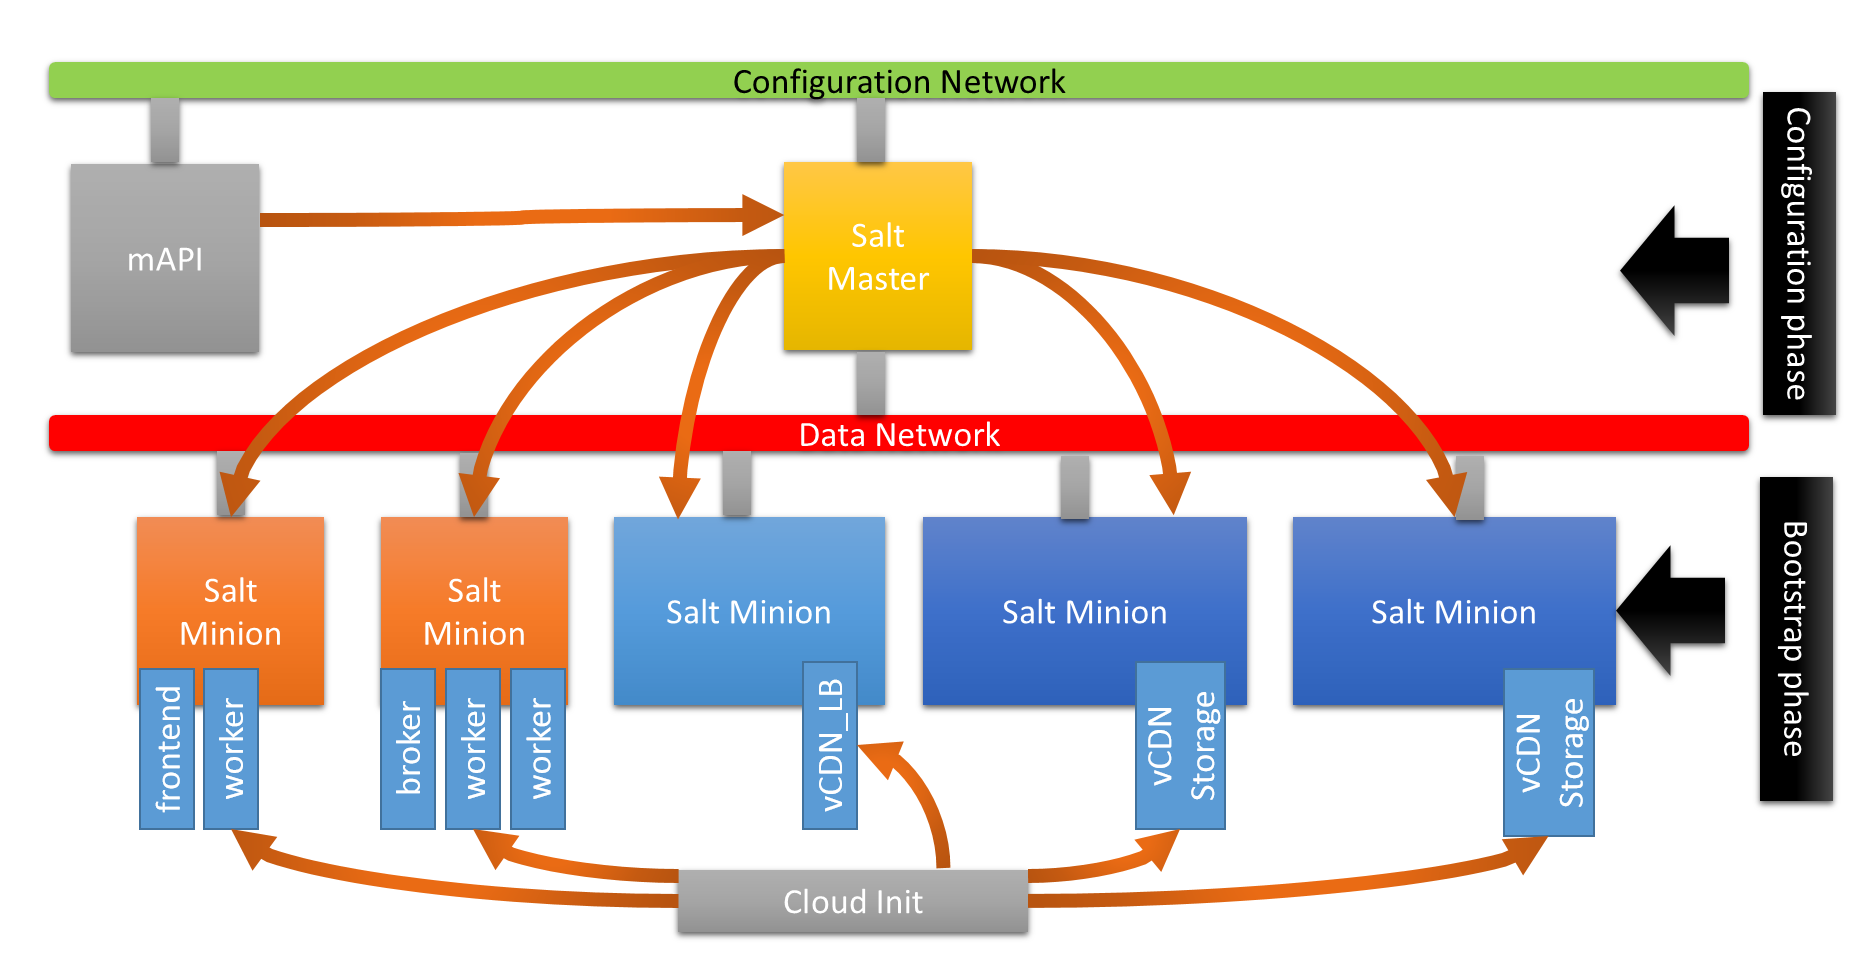 Configuration Network
Configuration phase
mAPI
Salt
Master
Data Network
Bootstrap phase
Salt
Minion
Salt
Minion
Salt Minion
Salt Minion
Salt Minion
frontend
worker
broker
worker
worker
vCDN_LB
vCDN
Storage
vCDN
Storage
Cloud Init